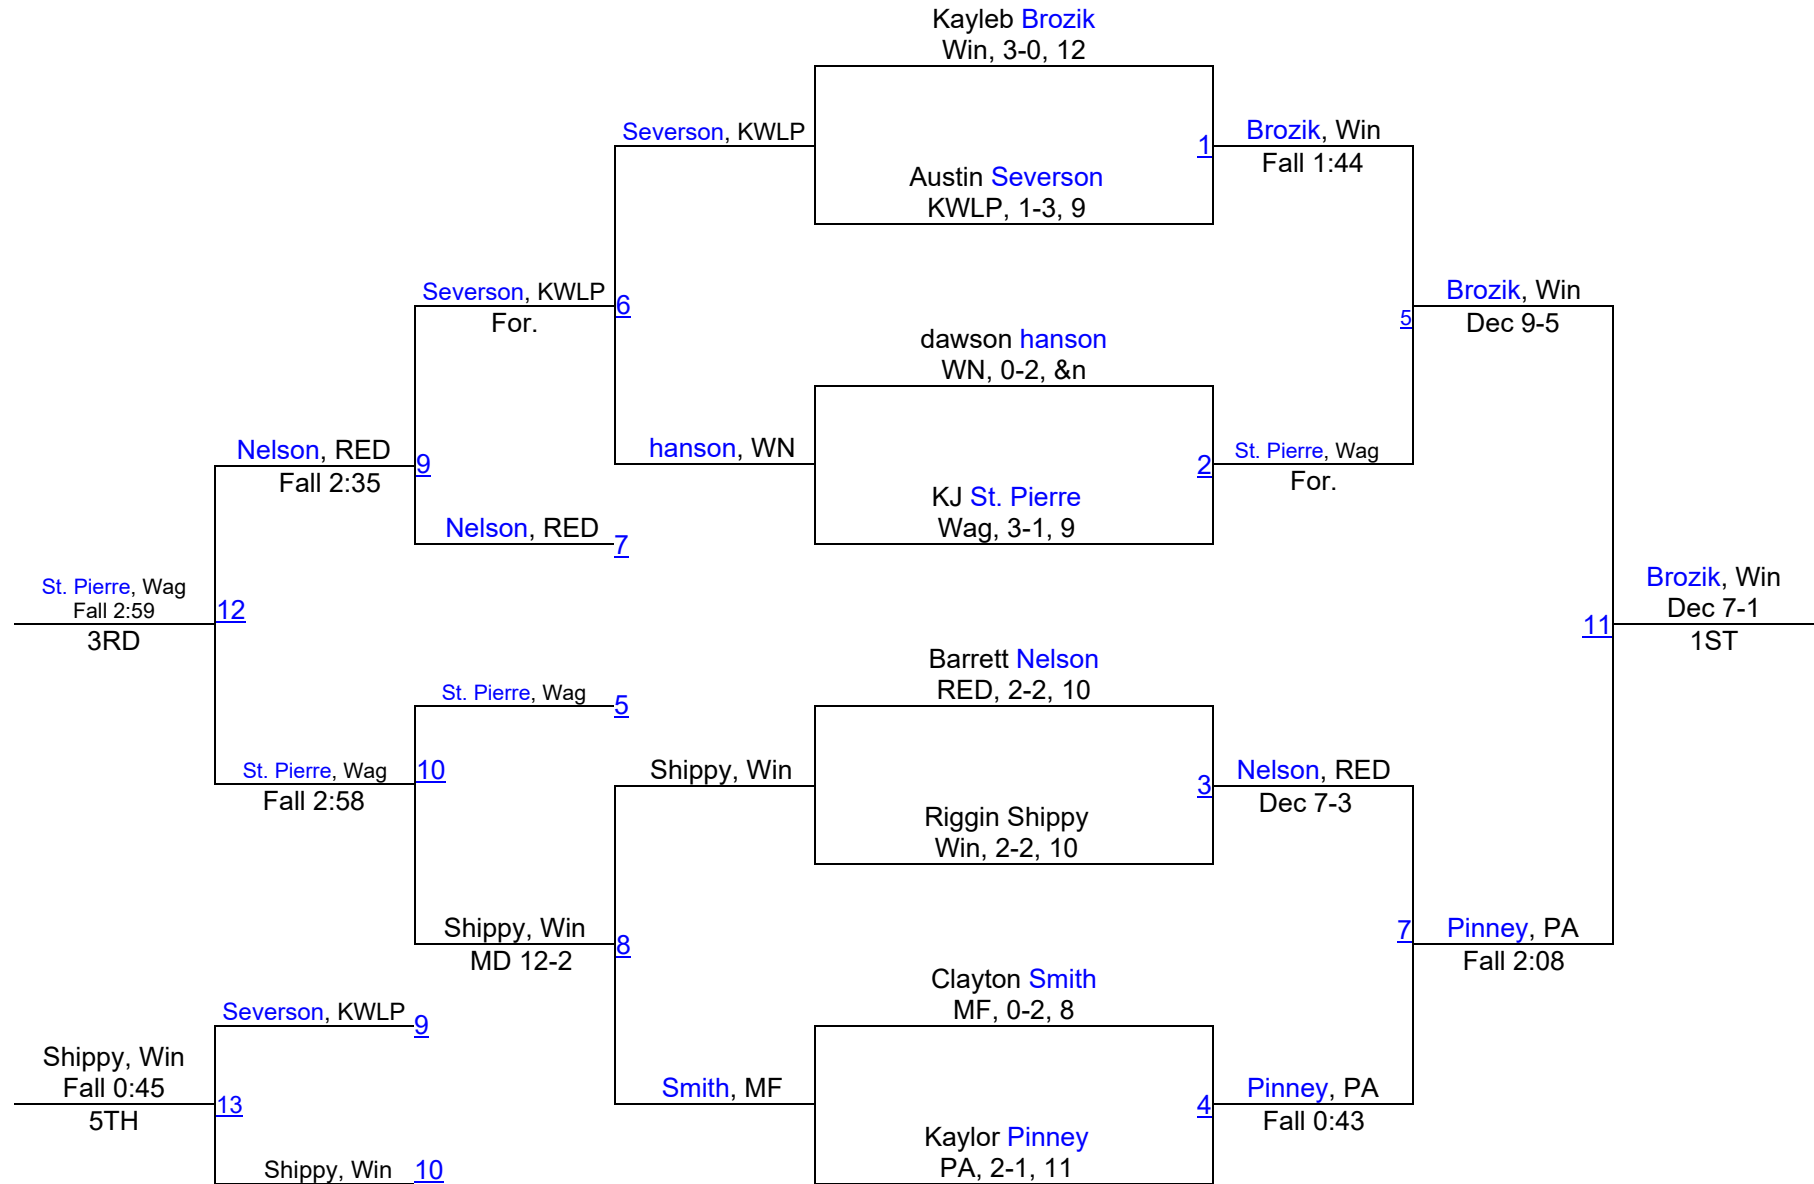 Kayleb Brozik
Win, 3-0, 12
Severson, KWLP
1
Brozik, Win
Fall 1:44
Austin Severson
KWLP, 1-3, 9
Severson, KWLP
For.
6
5
Brozik, Win
Dec 9-5
dawson hanson
WN, 0-2, &n
Nelson, RED
Fall 2:35
9
hanson, WN
2
St. Pierre, Wag
For.
KJ St. Pierre
Wag, 3-1, 9
Nelson, RED
7
St. Pierre, Wag
Fall 2:59
3RD
12
11
Brozik, Win
Dec 7-1
1ST
Barrett Nelson
RED, 2-2, 10
St. Pierre, Wag
5
St. Pierre, Wag
Fall 2:58
10
Shippy, Win
3
Nelson, RED
Dec 7-3
Riggin Shippy
Win, 2-2, 10
Shippy, Win
MD 12-2
8
7
Pinney, PA
Fall 2:08
Clayton Smith
MF, 0-2, 8
Severson, KWLP
9
Shippy, Win
Fall 0:45
5TH
13
Smith, MF
4
Pinney, PA
Fall 0:43
Kaylor Pinney
PA, 2-1, 11
Shippy, Win
10